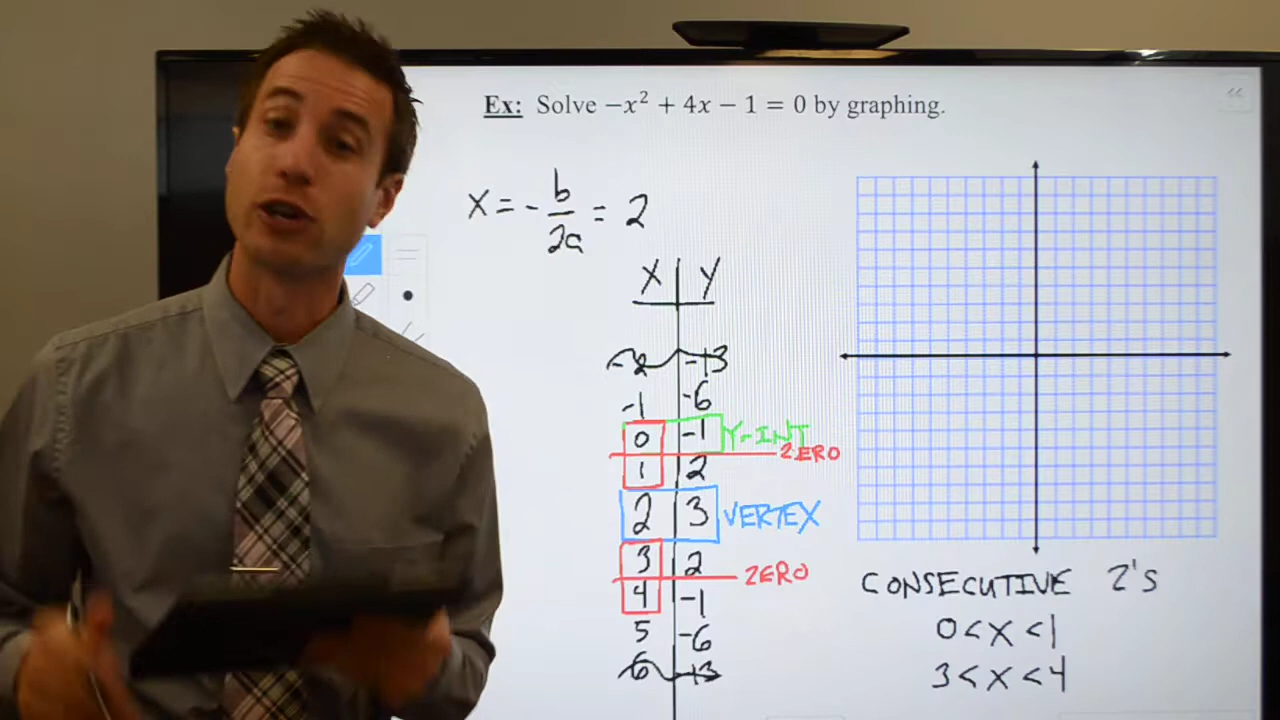 Ex: Solve −x² + 4x − 1 = 0 by graphing.
X = - b/2a = 2
X | Y
-2 | -13
-1 | -6
0 | -1 Y-INT
ZERO
1 | 2
2 | 3 VERTEX
3 | 2
ZERO
4 | -1
5 | -6
6 | -13
CONSECUTIVE Z's
0 < X < 1
3 < X < 4